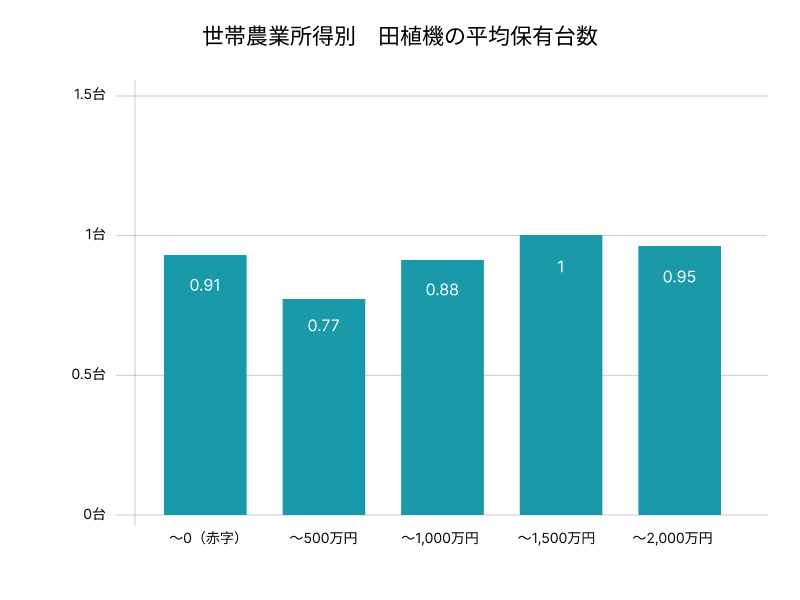 世帯農業所得別　田植機の平均保有台数
1.5台
1台
0.5台
0台
0.91
0.77
0.88
1
0.95
〜0（赤字）
〜500万円
〜1,000万円
〜1,500万円
〜2,000万円